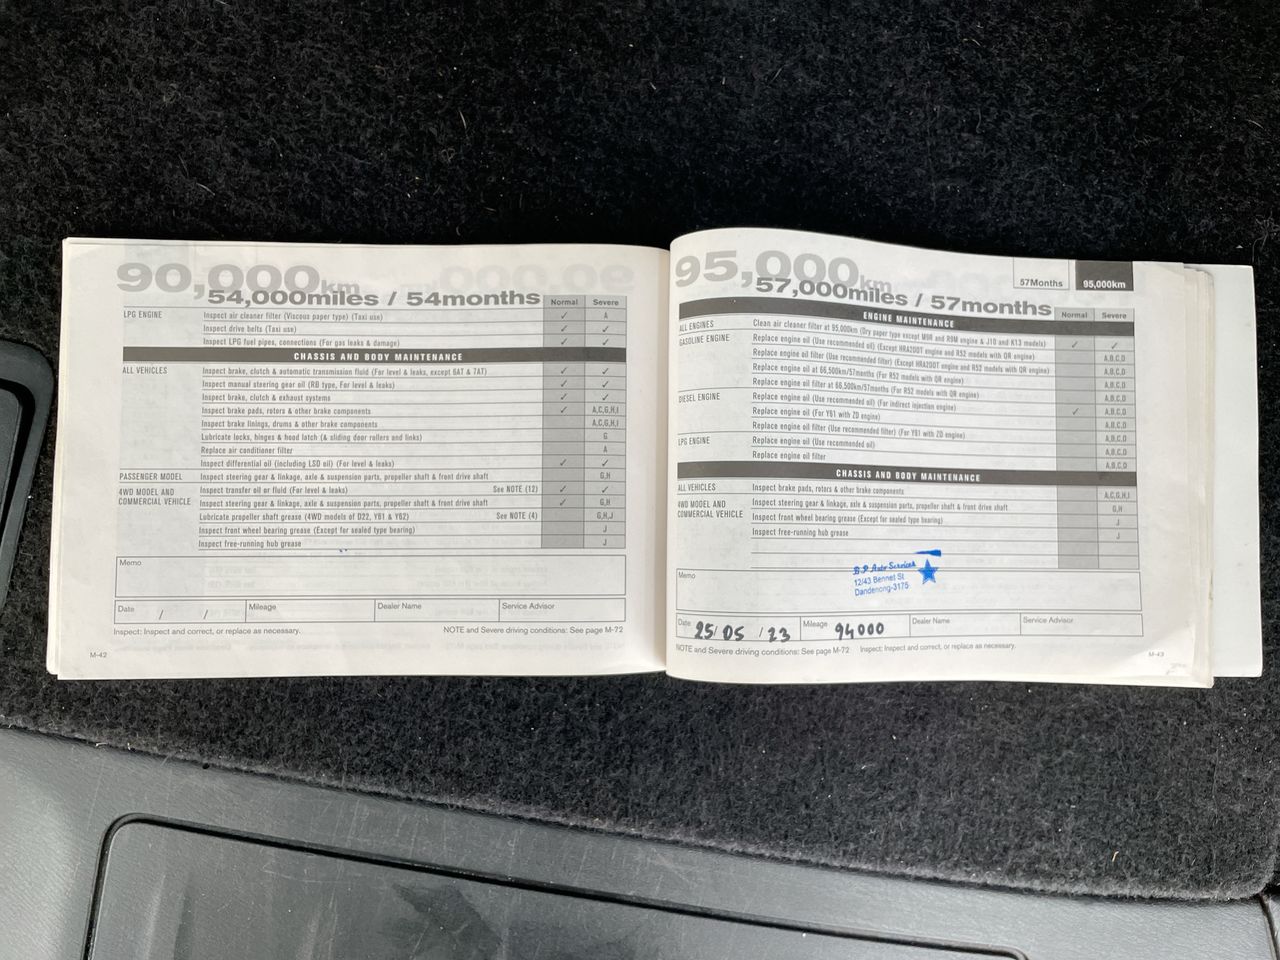 90,000km
54,000miles / 54months
Normal Severe
LPG ENGINE Inspect air cleaner filter (Viscous paper type) (Taxi use) ✓ A
Inspect drive belts (Taxi use) ✓ ✓
Inspect LPG fuel pipes, connections (For gas leaks & damage) ✓ ✓
CHASSIS AND BODY MAINTENANCE
ALL VEHICLES Inspect brake, clutch & automatic transmission fluid (For level & leaks, except 6AT & 7AT) ✓ ✓
Inspect manual steering gear oil (RB type, For level & leaks) ✓ ✓
Inspect brake, clutch & exhaust systems ✓ ✓
Inspect brake pads, rotors & other brake components ✓ A,C,G,H,I
Inspect brake linings, drums & other brake components A,C,G,H,I
Lubricate locks, hinges & hood latch (& sliding door rollers and links) G
Replace air conditioner filter A
Inspect differential oil (including LSD oil) (For level & leaks) ✓ ✓
PASSENGER MODEL Inspect steering gear & linkage, axle & suspension parts, propeller shaft & front drive shaft G,H
4WD MODEL AND COMMERCIAL VEHICLE Inspect transfer oil or fluid (For level & leaks) See NOTE (12) ✓ ✓
Inspect steering gear & linkage, axle & suspension parts, propeller shaft & front drive shaft ✓ G,H
Lubricate propeller shaft grease (4WD models of D22, Y61 & Y62) See NOTE (4) G,H,J
Inspect front wheel bearing grease (Except for sealed type bearing) J
Inspect free-running hub grease J
Memo
Date / / Mileage Dealer Name Service Advisor
Inspect: Inspect and correct, or replace as necessary. NOTE and Severe driving conditions: See page M-72
M-42
95,000km
57,000miles / 57months
57Months 95,000km
ENGINE MAINTENANCE Normal Severe
ALL ENGINES Clean air cleaner filter at 95,000km (Dry paper type except M9R and R9M engine & J10 and K13 models) ✓ ✓
GASOLINE ENGINE Replace engine oil (Use recommended oil) (Except HRA2DDT engine and R52 models with QR engine) A,B,C,D
Replace engine oil filter (Use recommended filter) (Except HRA2DDT engine and R52 models with QR engine) A,B,C,D
Replace engine oil at 66,500km/57months (For R52 models with QR engine) A,B,C,D
Replace engine oil filter at 66,500km/57months (For R52 models with QR engine) A,B,C,D
DIESEL ENGINE Replace engine oil (Use recommended oil) (For indirect injection engine) A,B,C,D
Replace engine oil (For Y61 with ZD engine) ✓ A,B,C,D
Replace engine oil filter (Use recommended filter) (For Y61 with ZD engine) A,B,C,D
LPG ENGINE Replace engine oil (Use recommended oil) A,B,C,D
Replace engine oil filter A,B,C,D
CHASSIS AND BODY MAINTENANCE
ALL VEHICLES Inspect brake pads, rotors & other brake components A,C,G,H,I
4WD MODEL AND COMMERCIAL VEHICLE Inspect steering gear & linkage, axle & suspension parts, propeller shaft & front drive shaft G,H
Inspect front wheel bearing grease (Except for sealed type bearing) J
Inspect free-running hub grease
Memo
B.P Auto Services
12/43 Bennet St
Dandenong-3175
Date 25/05/23 Mileage 94000 Dealer Name Service Advisor
NOTE and Severe driving conditions: See page M-72 Inspect: Inspect and correct, or replace as necessary.
M-43